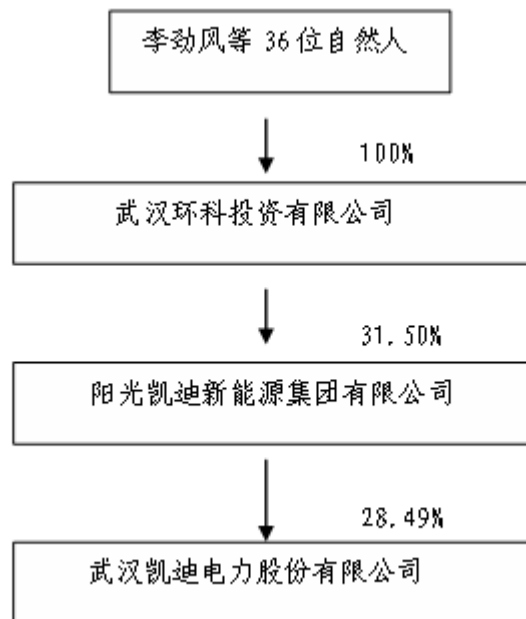 李劲风等 36 位自然人
100%
武汉环科投资有限公司
31.50%
阳光凯迪新能源集团有限公司
28.49%
武汉凯迪电力股份有限公司